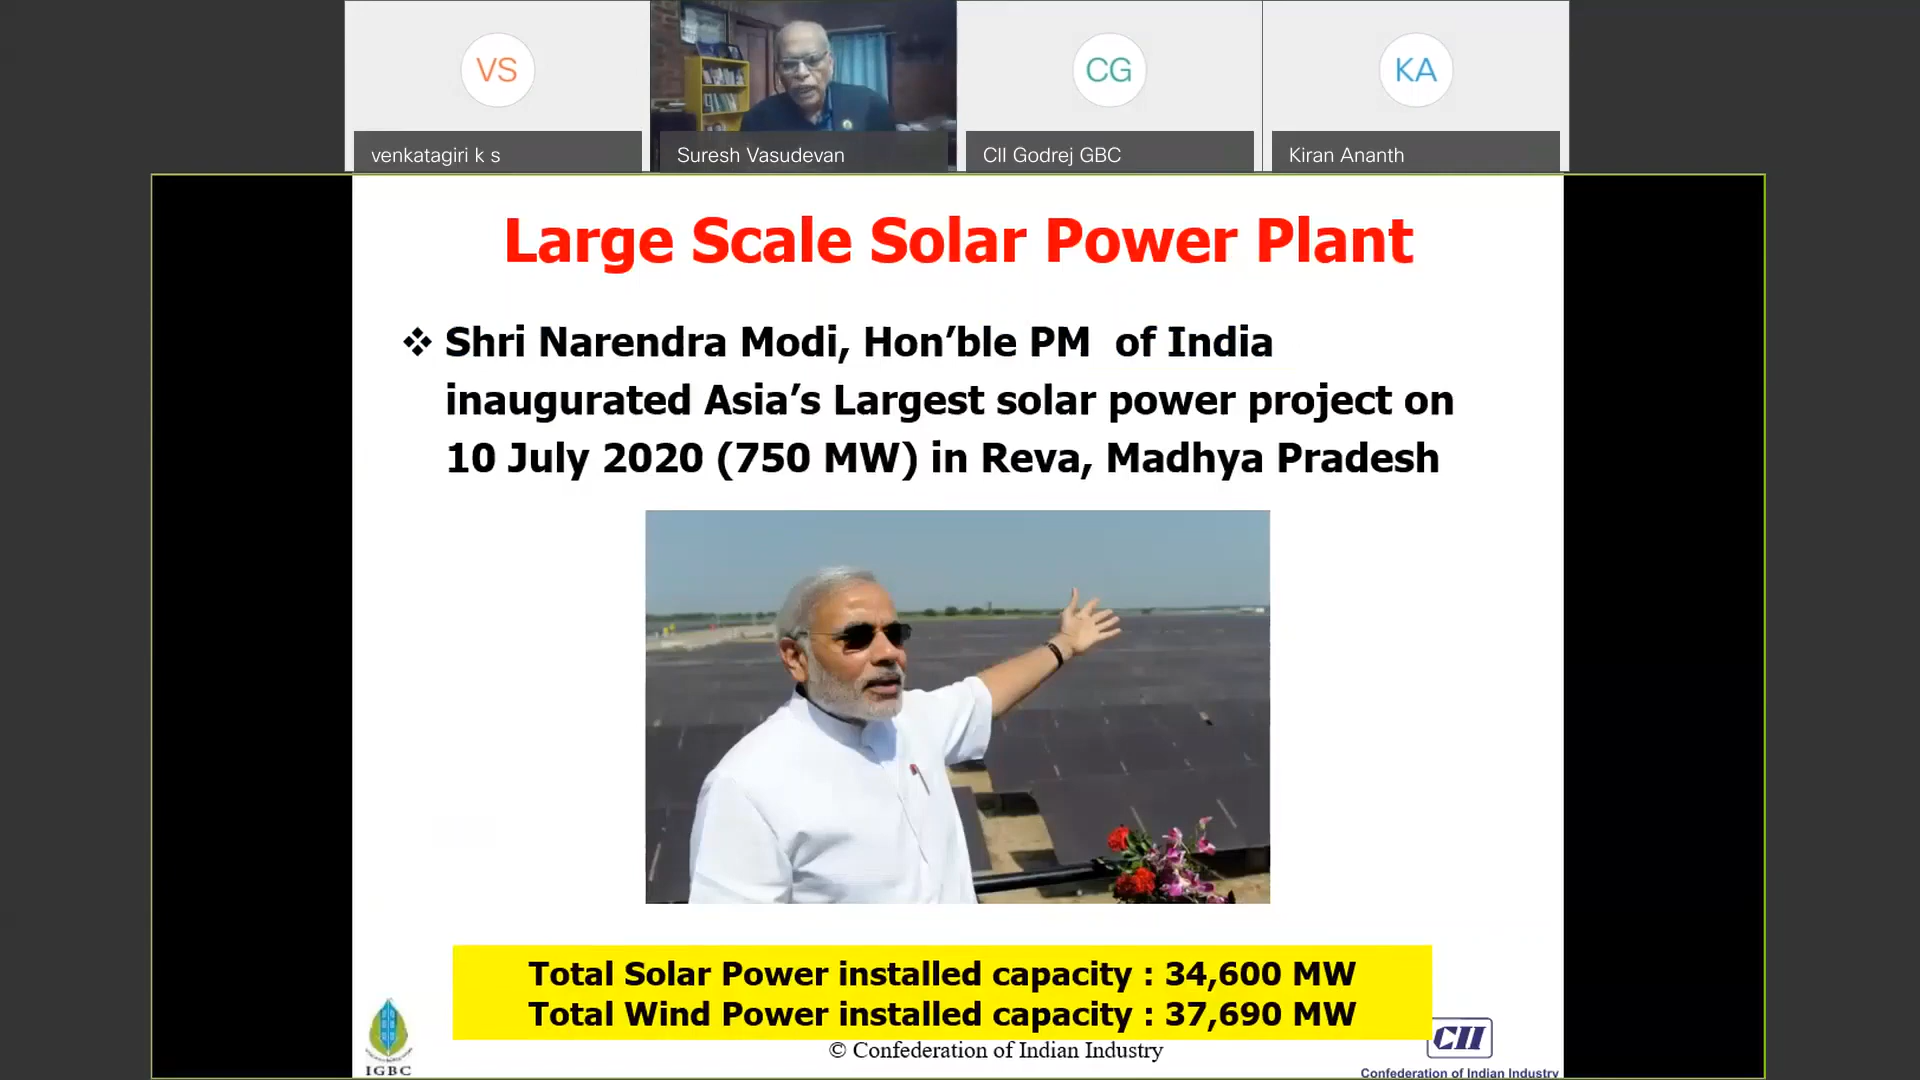 VS
CG
KA
venkatagiri k s
Suresh Vasudevan
CII Godrej GBC
Kiran Ananth
Large Scale Solar Power Plant
❖ Shri Narendra Modi, Hon’ble PM of India
inaugurated Asia’s Largest solar power project on
10 July 2020 (750 MW) in Reva, Madhya Pradesh
Total Solar Power installed capacity : 34,600 MW
Total Wind Power installed capacity : 37,690 MW
© Confederation of Indian Industry
IGBC
CII
Confederation of Indian Industry